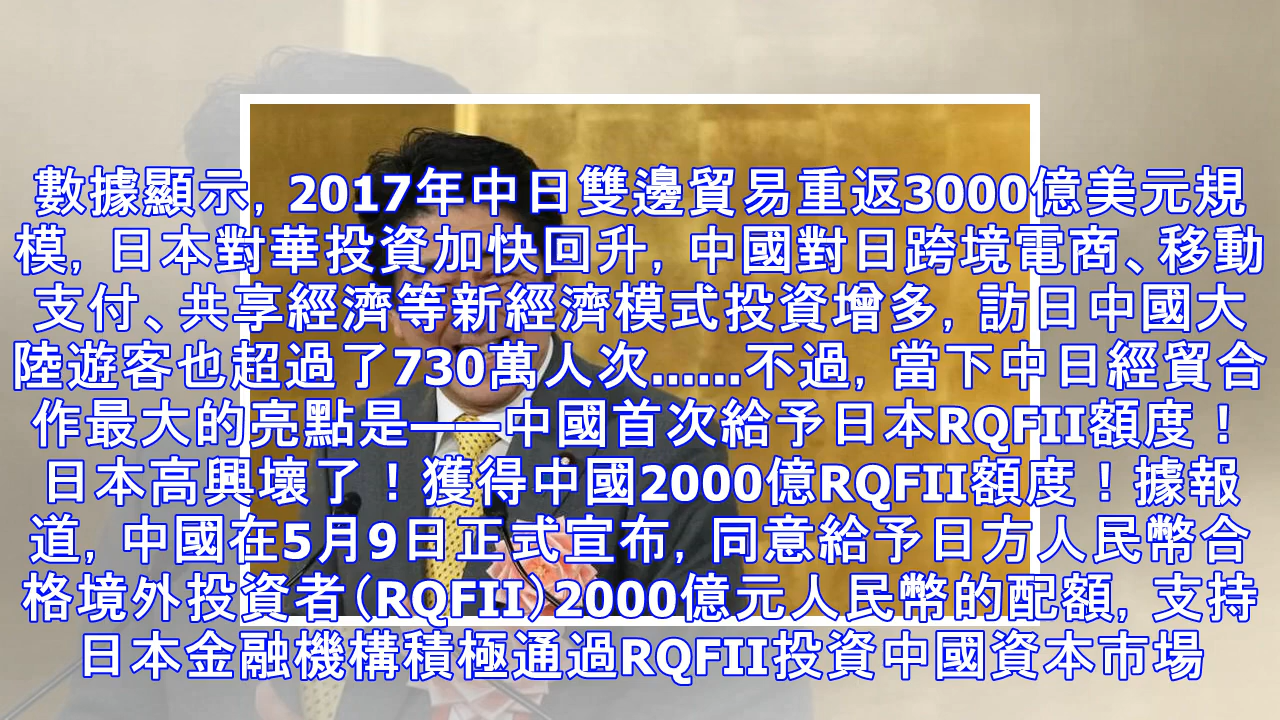 數據顯示, 2017年中日雙邊貿易重返3000億美元規
模, 日本對華投資加快回升, 中國對日跨境電商、移動
支付、共享經濟等新經濟模式投資增多, 訪日中國大
陸遊客也超過了730萬人次......不過, 當下中日經貿合
作最大的亮點是——中國首次給予日本RQFII額度！
日本高興壞了！獲得中國2000億RQFII額度！據報
道, 中國在5月9日正式宣布, 同意給予日方人民幣合
格境外投資者(RQFII)2000億元人民幣的配額, 支持
日本金融機構積極通過RQFII投資中國資本市場